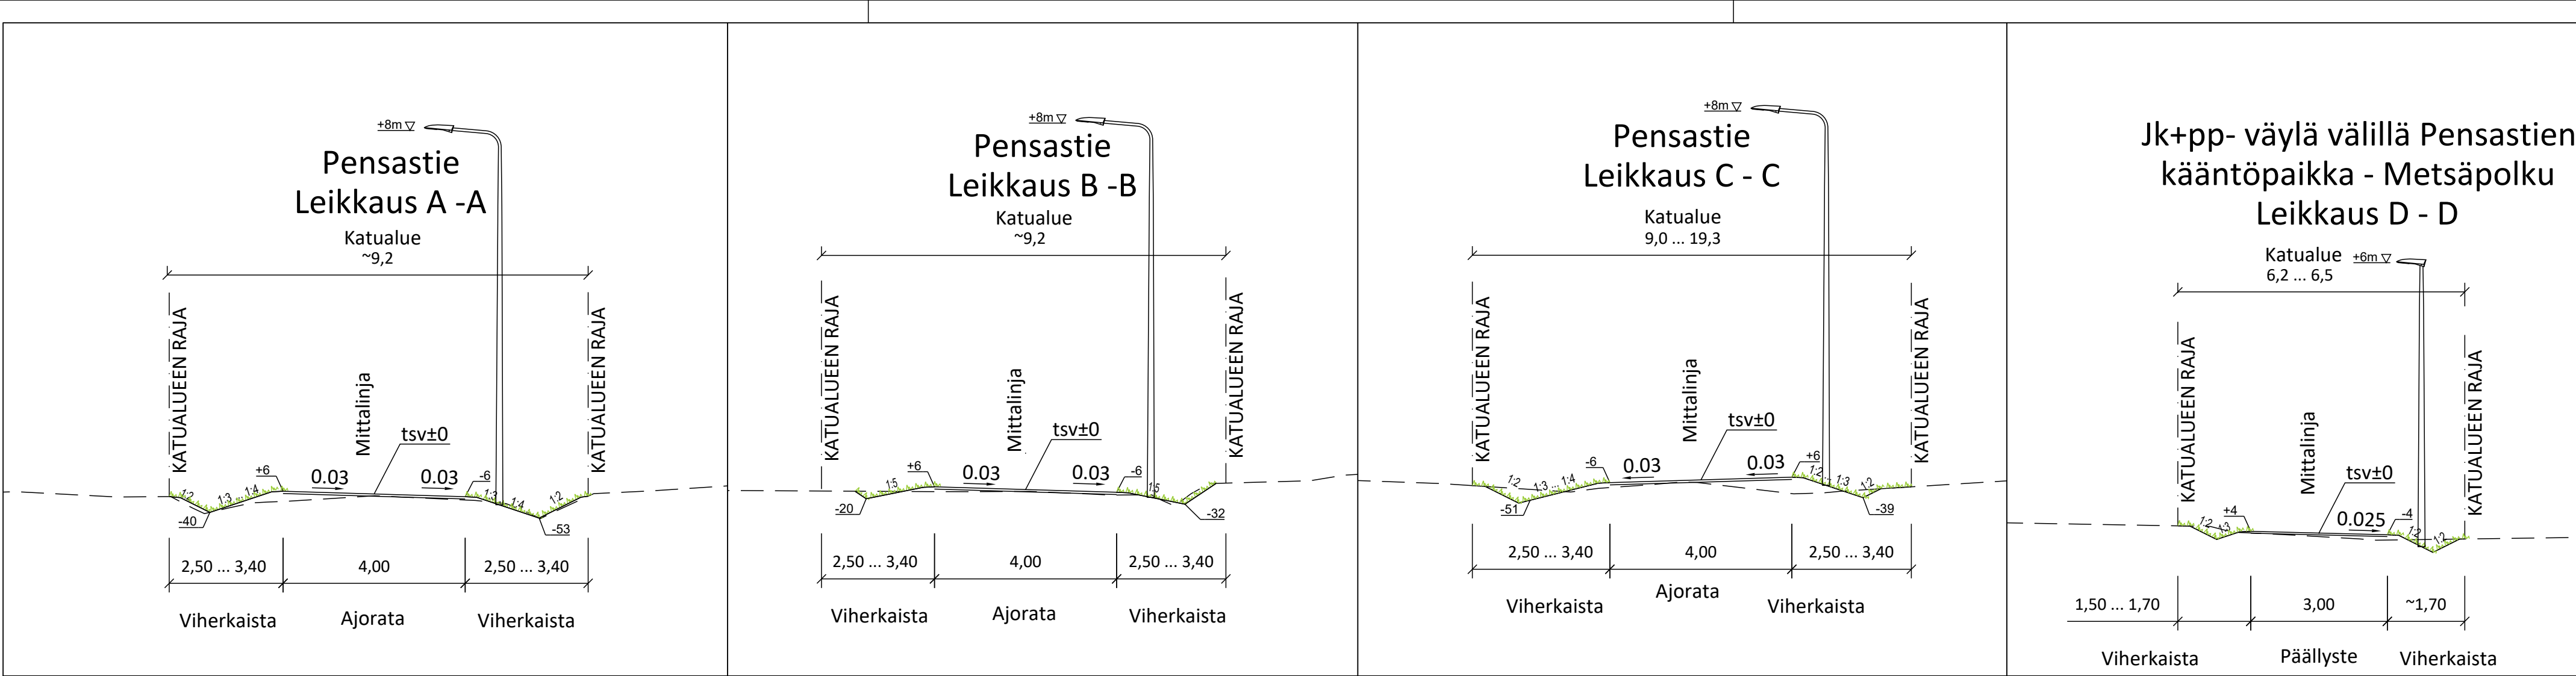 +8m
Pensastie
Leikkaus A -A
Katualue
~9,2
KATUALUEEN RAJA
Mittalinja
KATUALUEEN RAJA
tsv±0
+6
0.03
0.03
-6
1:2
1:3
1:4
1:3
1:4
1:2
-40
-53
2,50 ... 3,40
4,00
2,50 ... 3,40
Viherkaista
Ajorata
Viherkaista
+8m
Pensastie
Leikkaus B -B
Katualue
~9,2
KATUALUEEN RAJA
Mittalinja
KATUALUEEN RAJA
tsv±0
+6
0.03
0.03
-6
1:5
1:5
-20
-32
2,50 ... 3,40
4,00
2,50 ... 3,40
Viherkaista
Ajorata
Viherkaista
+8m
Pensastie
Leikkaus C - C
Katualue
9,0 ... 19,3
KATUALUEEN RAJA
Mittalinja
KATUALUEEN RAJA
tsv±0
-6
0.03
0.03
+6
1:2
1:3 ... 1:4
1:2
1:3
1:2
-51
-39
2,50 ... 3,40
4,00
2,50 ... 3,40
Viherkaista
Ajorata
Viherkaista
Jk+pp- väylä välillä Pensastien
kääntöpaikka - Metsäpolku
Leikkaus D - D
Katualue
+6m
6,2 ... 6,5
KATUALUEEN RAJA
Mittalinja
KATUALUEEN RAJA
tsv±0
+4
0.025
-4
1:2
1:3
1:2
1:2
1,50 ... 1,70
3,00
~1,70
Viherkaista
Päällyste
Viherkaista